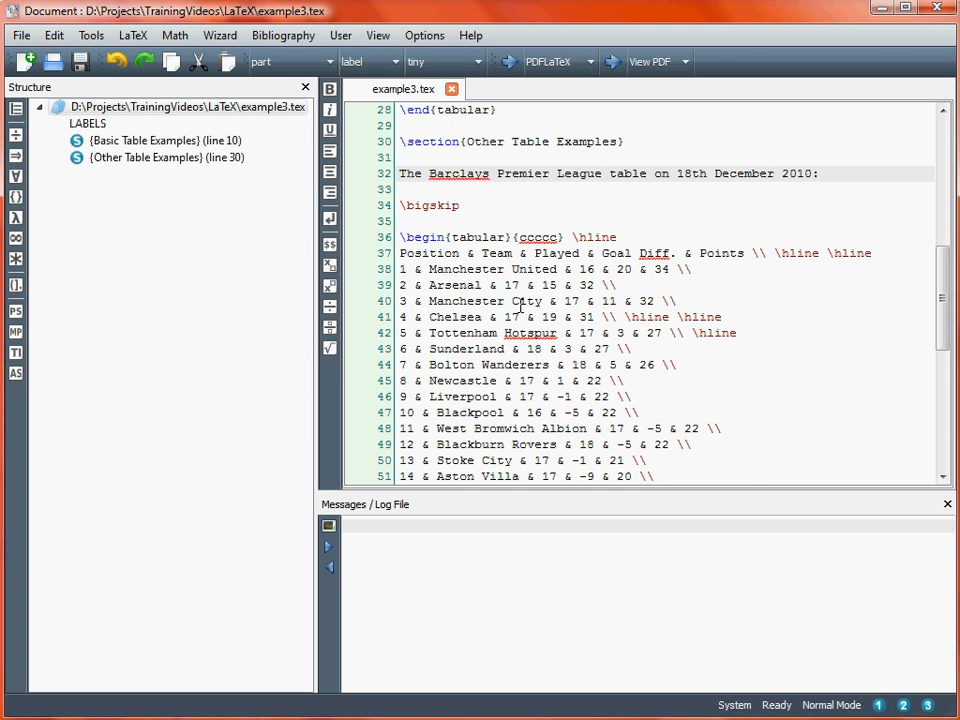 Document : D:\Projects\TrainingVideos\LaTeX\example3.tex
File Edit Tools LaTeX Math Wizard Bibliography User View Options Help
part label tiny PDFLaTeX View PDF
Structure
D:\Projects\TrainingVideos\LaTeX\example3.tex
LABELS
S {Basic Table Examples} (line 10)
S {Other Table Examples} (line 30)
PS
MP
TI
AS
B
i
U
$$
example3.tex
28 \end{tabular}
29
30 \section{Other Table Examples}
31
32 The Barclays Premier League table on 18th December 2010:
33
34 \bigskip
35
36 \begin{tabular}{ccccc} \hline
37 Position & Team & Played & Goal Diff. & Points \\ \hline \hline
38 1 & Manchester United & 16 & 20 & 34 \\
39 2 & Arsenal & 17 & 15 & 32 \\
40 3 & Manchester City & 17 & 11 & 32 \\
41 4 & Chelsea & 17 & 19 & 31 \\ \hline \hline
42 5 & Tottenham Hotspur & 17 & 3 & 27 \\ \hline
43 6 & Sunderland & 18 & 3 & 27 \\
44 7 & Bolton Wanderers & 18 & 5 & 26 \\
45 8 & Newcastle & 17 & 1 & 22 \\
46 9 & Liverpool & 17 & -1 & 22 \\
47 10 & Blackpool & 16 & -5 & 22 \\
48 11 & West Bromwich Albion & 17 & -5 & 22 \\
49 12 & Blackburn Rovers & 18 & -5 & 22 \\
50 13 & Stoke City & 17 & -1 & 21 \\
51 14 & Aston Villa & 17 & -9 & 20 \\
Messages / Log File
System Ready Normal Mode 1 2 3